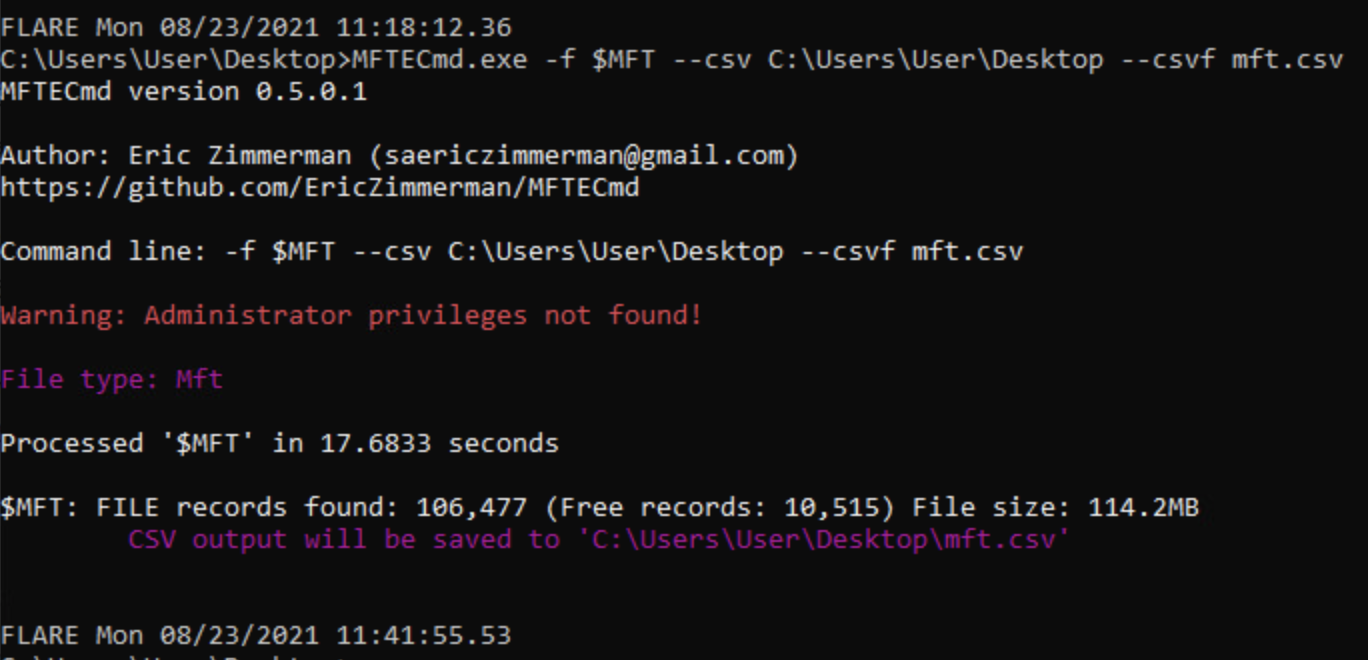 FLARE Mon 08/23/2021 11:18:12.36
C:\Users\User\Desktop>MFTECmd.exe -f $MFT --csv C:\Users\User\Desktop --csvf mft.csv
MFTECmd version 0.5.0.1
Author: Eric Zimmerman (saericzimmerman@gmail.com)
https://github.com/EricZimmerman/MFTECmd
Command line: -f $MFT --csv C:\Users\User\Desktop --csvf mft.csv
Warning: Administrator privileges not found!
File type: Mft
Processed '$MFT' in 17.6833 seconds
$MFT: FILE records found: 106,477 (Free records: 10,515) File size: 114.2MB
CSV output will be saved to 'C:\Users\User\Desktop\mft.csv'
FLARE Mon 08/23/2021 11:41:55.53